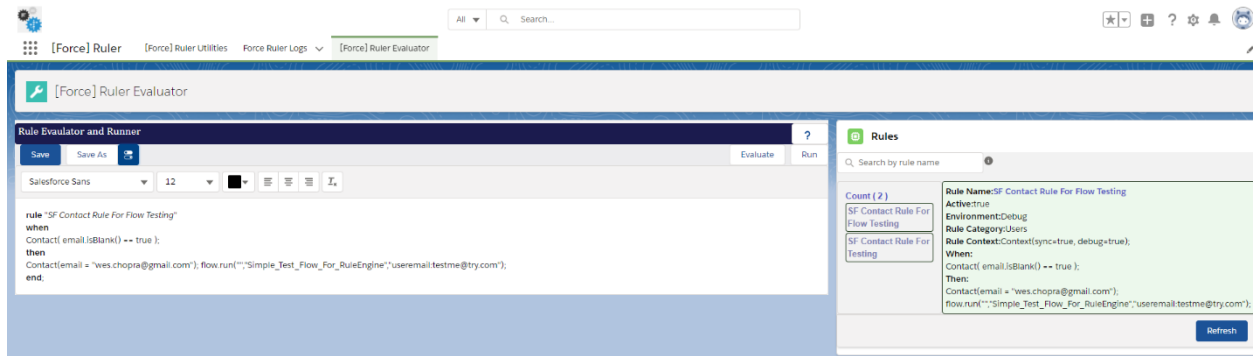 All
Search...
[Force] Ruler
[Force] Ruler Utilities
Force Ruler Logs
[Force] Ruler Evaluator
[Force] Ruler Evaluator
Rule Evaulator and Runner
?
Save
Save As
Evaluate
Run
Salesforce Sans
12
rule "SF Contact Rule For Flow Testing"
when
Contact( email.isBlank() == true );
then
Contact(email = "wes.chopra@gmail.com"); flow.run("","Simple_Test_Flow_For_RuleEngine","useremail:testme@try.com");
end;
Rules
Search by rule name
Count ( 2 )
SF Contact Rule For
Flow Testing
SF Contact Rule For
Testing
Rule Name:SF Contact Rule For Flow Testing
Active:true
Environment:Debug
Rule Category:Users
Rule Context:Context(sync=true, debug=true);
When:
Contact( email.isBlank() == true );
Then:
Contact(email = "wes.chopra@gmail.com");
flow.run("","Simple_Test_Flow_For_RuleEngine","useremail:testme@try.com");
Refresh